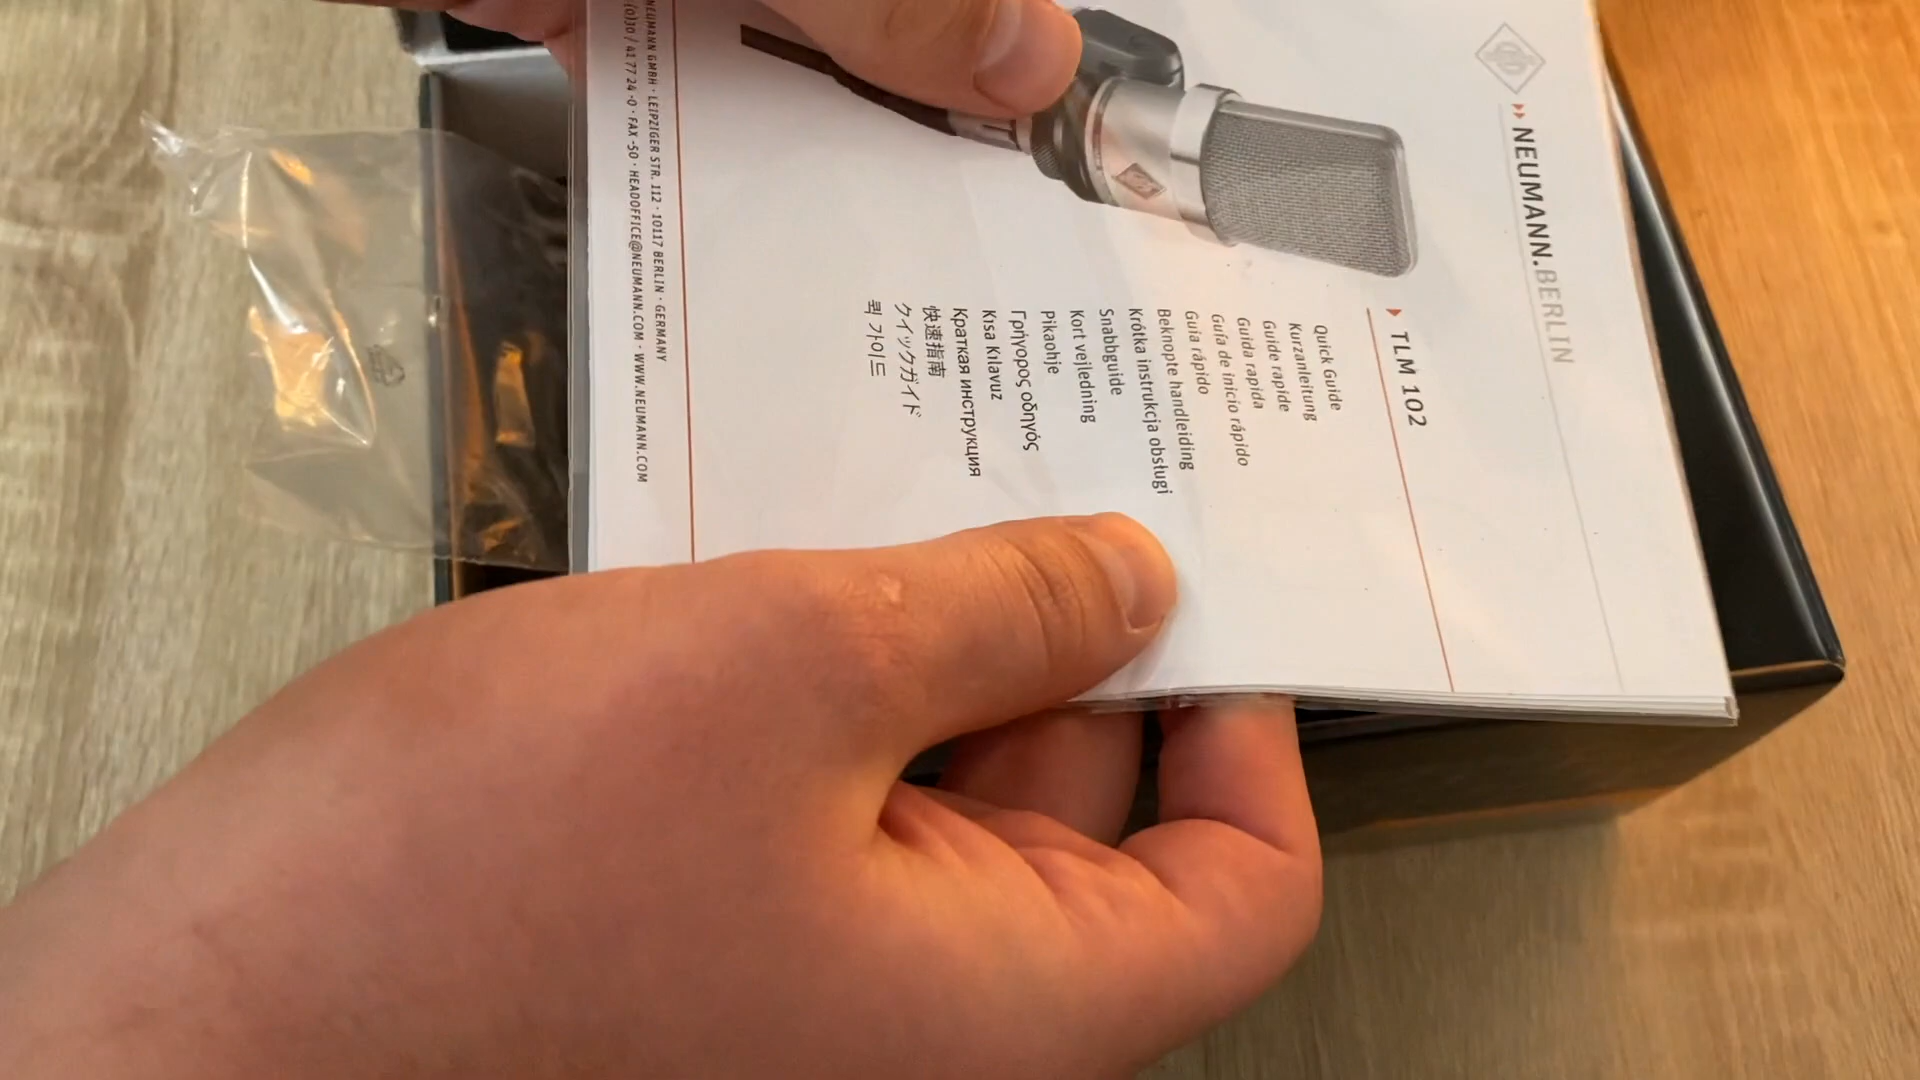 NEUMANN.BERLIN
TLM 102
Quick Guide
Kurzanleitung
Guide rapide
Guida rapida
Guía de inicio rápido
Guia rápido
Beknopte handleiding
Krótka instrukcja obsługi
Snabbguide
Kort vejledning
Pikaohje
Γρήγορος οδηγός
Kısa Kılavuz
Краткая инструкция
快速指南
クイックガイド
퀵 가이드
NEUMANN GMBH · LEIPZIGER STR. 112 · 10117 BERLIN · GERMANY
(0)30 / 41 77 24 -0 · FAX -50 · HEADOFFICE@NEUMANN.COM · WWW.NEUMANN.COM